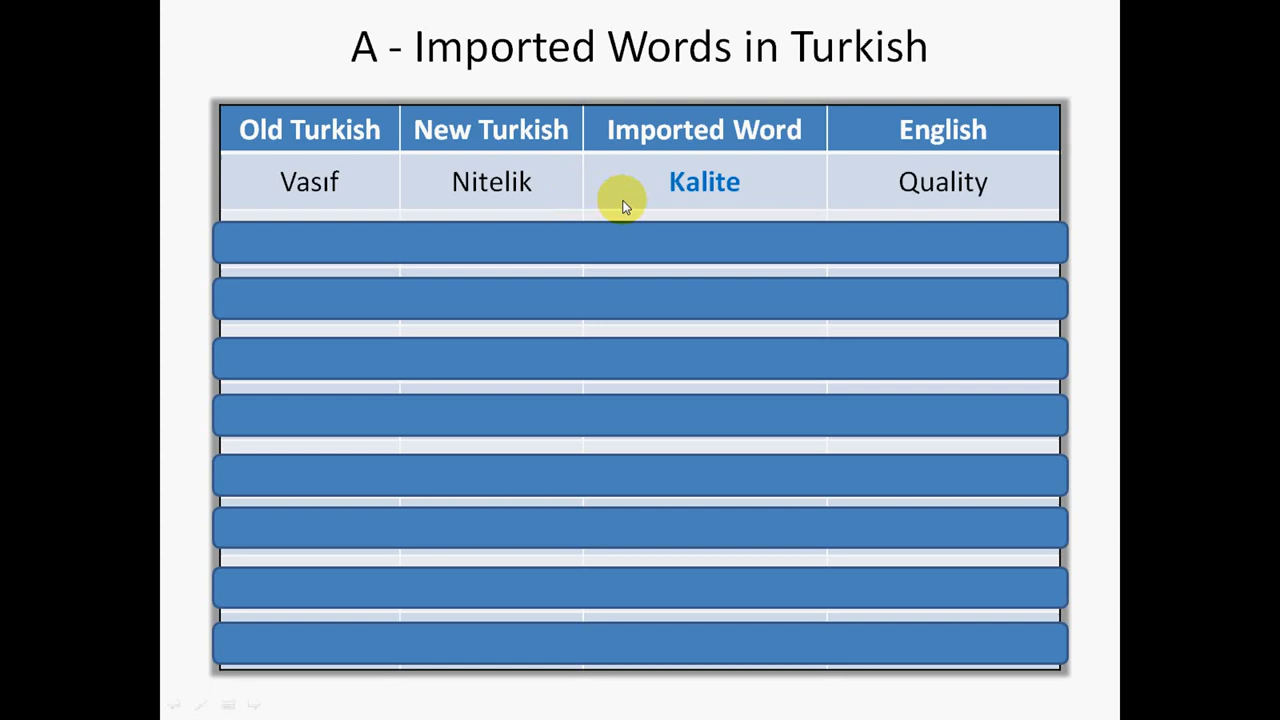 A - Imported Words in Turkish
Old Turkish New Turkish Imported Word English
Vasıf Nitelik Kalite Quality